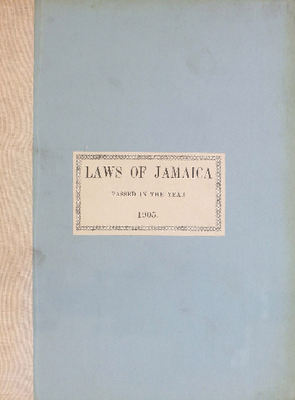 LAWS OF JAMAICA
PASSED IN THE YEAR
1905.